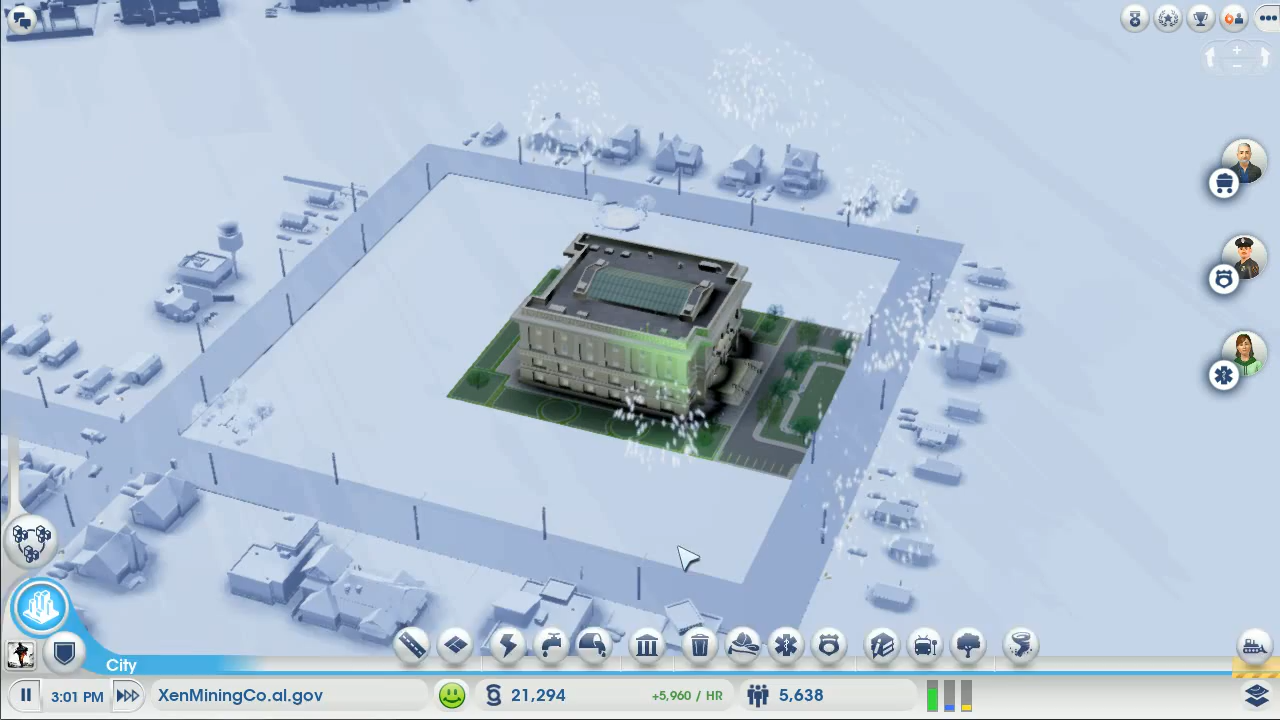 City
3:01 PM
XenMiningCo.al.gov
21,294
+5,960 / HR
5,638